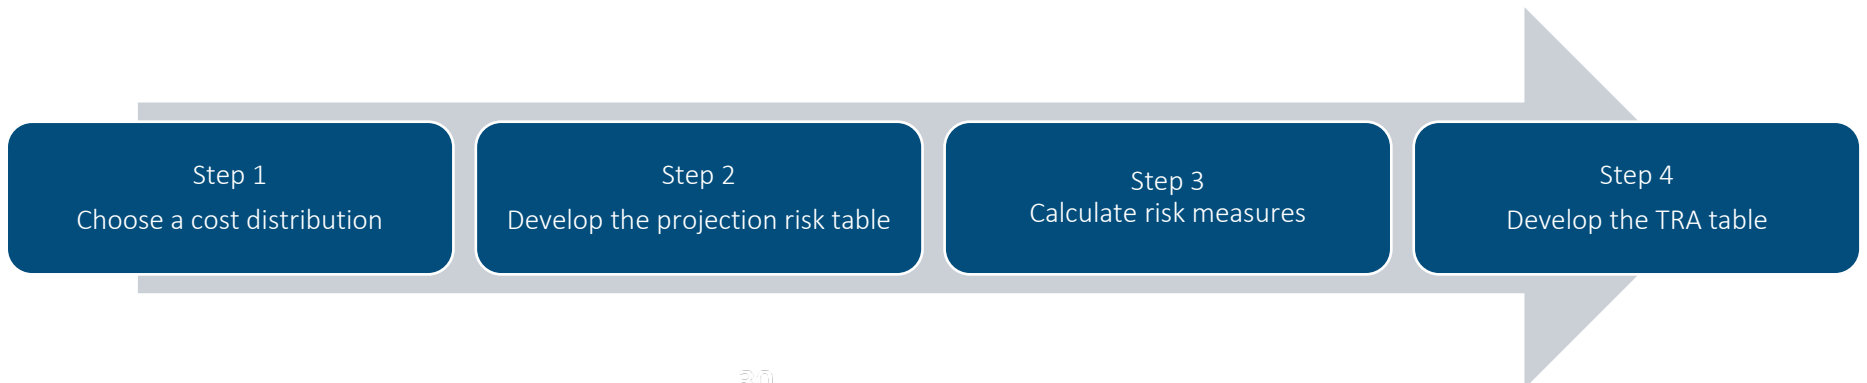 Step 1
Choose a cost distribution
Step 2
Develop the projection risk table
Step 3
Calculate risk measures
Step 4
Develop the TRA table